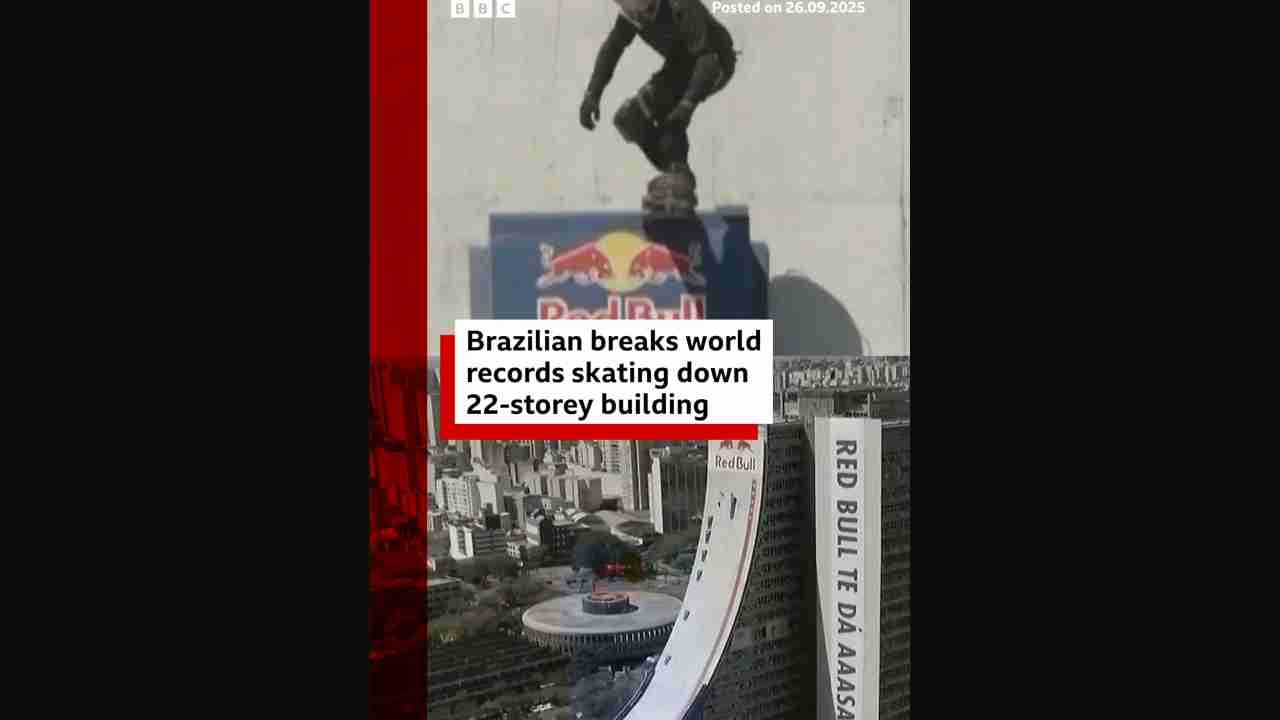 BBC
Posted on 26.09.2025
Red Bull
Brazilian breaks world
records skating down
22-storey building
Red Bull
RED BULL TE DÁ AAASA